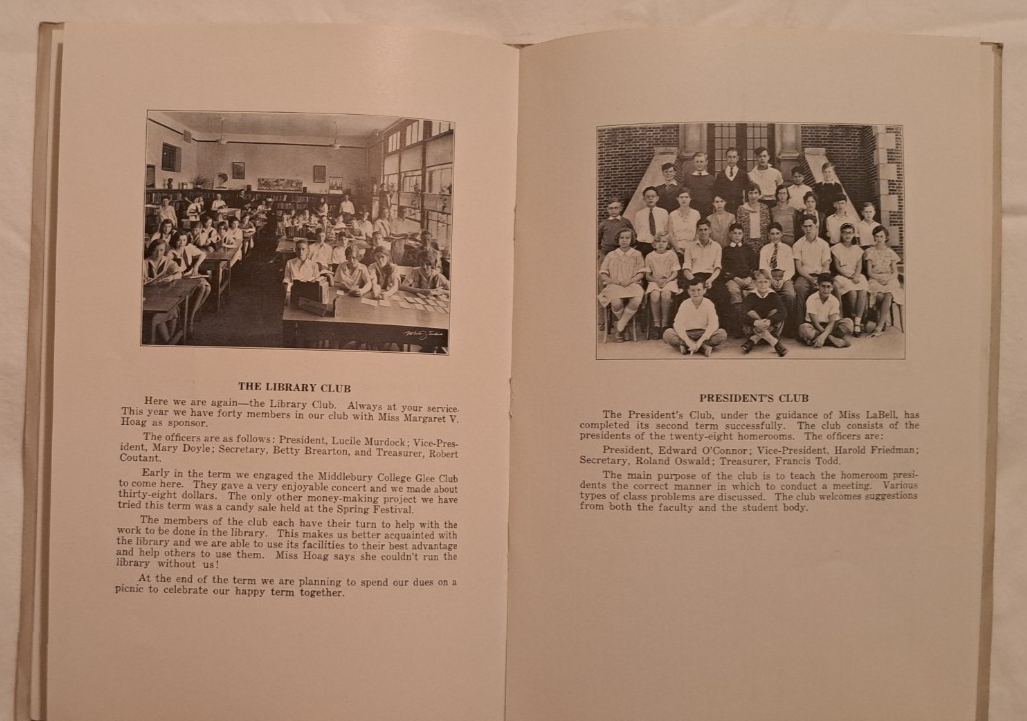 THE LIBRARY CLUB
Here we are again—the Library Club. Always at your service.
This year we have forty members in our club with Miss Margaret V.
Hoag as sponsor.
The officers are as follows: President, Lucile Murdock; Vice-Pres-
ident, Mary Doyle; Secretary, Betty Brearton, and Treasurer, Robert
Coutant.
Early in the term we engaged the Middlebury College Glee Club
to come here. They gave a very enjoyable concert and we made about
thirty-eight dollars. The only other money-making project we have
tried this term was a candy sale held at the Spring Festival.
The members of the club each have their turn to help with the
work to be done in the library. This makes us better acquainted with
the library and we are able to use its facilities to their best advantage
and help others to use them. Miss Hoag says she couldn't run the
library without us!
At the end of the term we are planning to spend our dues on a
picnic to celebrate our happy term together.
PRESIDENT'S CLUB
The President's Club, under the guidance of Miss LaBell, has
completed its second term successfully. The club consists of the
presidents of the twenty-eight homerooms. The officers are:
President, Edward O'Connor; Vice-President, Harold Friedman;
Secretary, Roland Oswald; Treasurer, Francis Todd.
The main purpose of the club is to teach the homeroom presi-
dents the correct manner in which to conduct a meeting. Various
types of class problems are discussed. The club welcomes suggestions
from both the faculty and the student body.